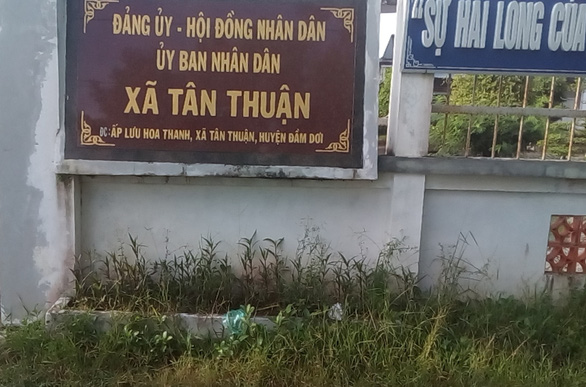 ĐẢNG ỦY - HỘI ĐỒNG NHÂN DÂN
ỦY BAN NHÂN DÂN
XÃ TÂN THUẬN
ĐC: ẤP LƯU HOA THANH, XÃ TÂN THUẬN, HUYỆN ĐẦM DƠI
"SỰ HÀI LÒNG CỦA